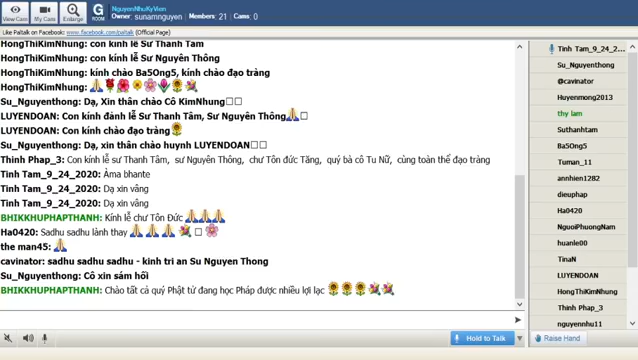 View Cam
My Cam
Enlarge
G
ROOM
NguyenNhuKyVien
Owner: sunamnguyen | Members: 21 | Cams: 0
Like Paltalk on Facebook: www.facebook.com/paltalk (Official Page)
HongThiKimNhung: con kính lễ Sư Thanh Tâm
HongThiKimNhung: con kính lễ Sư Nguyên Thông
HongThiKimNhung: kính chào Ba5Ong5, kính chào đạo tràng
HongThiKimNhung:
Su_Nguyenthong: Dạ, Xin thân chào Cô KimNhung
LUYENDOAN: Con kính đảnh lễ Sư Thanh Tâm, Sư Nguyên Thông
LUYENDOAN: Con kính chào đạo tràng
Su_Nguyenthong: Dạ, xin thân chào huynh LUYENDOAN
Thinh Phap_3: Con kính lễ sư Thanh Tâm, sư Nguyên Thông, chư Tôn đức Tăng, quý bà cô Tu Nữ, cùng toàn thể đạo tràng
Tinh Tam_9_24_2020: Âma bhante
Tinh Tam_9_24_2020: Dạ xin vâng
Tinh Tam_9_24_2020: Dạ xin vâng
BHIKKHUPHAPTHANH: Kính lễ chư Tôn Đức
Ha0420: Sadhu sadhu lành thay
the man45:
cavinator: sadhu sadhu sadhu - kinh tri an Su Nguyen Thong
Su_Nguyenthong: Cô xin sám hối
BHIKKHUPHAPTHANH: Chào tất cả quý Phật tử đang học Pháp được nhiều lợi lạc
Tinh Tam_9_24_2...
Su_Nguyenthong
@cavinator
Huyenmong2013
thy lam
Suthanhtam
Ba5Ong5
Tuman_11
annhien1282
dieuphap
Ha0420
NguoiPhuongNam
huanle00
TinaN
LUYENDOAN
HongThiKimNhung
Thinh Phap_3
nguyennhu11
Hold to Talk
Raise Hand